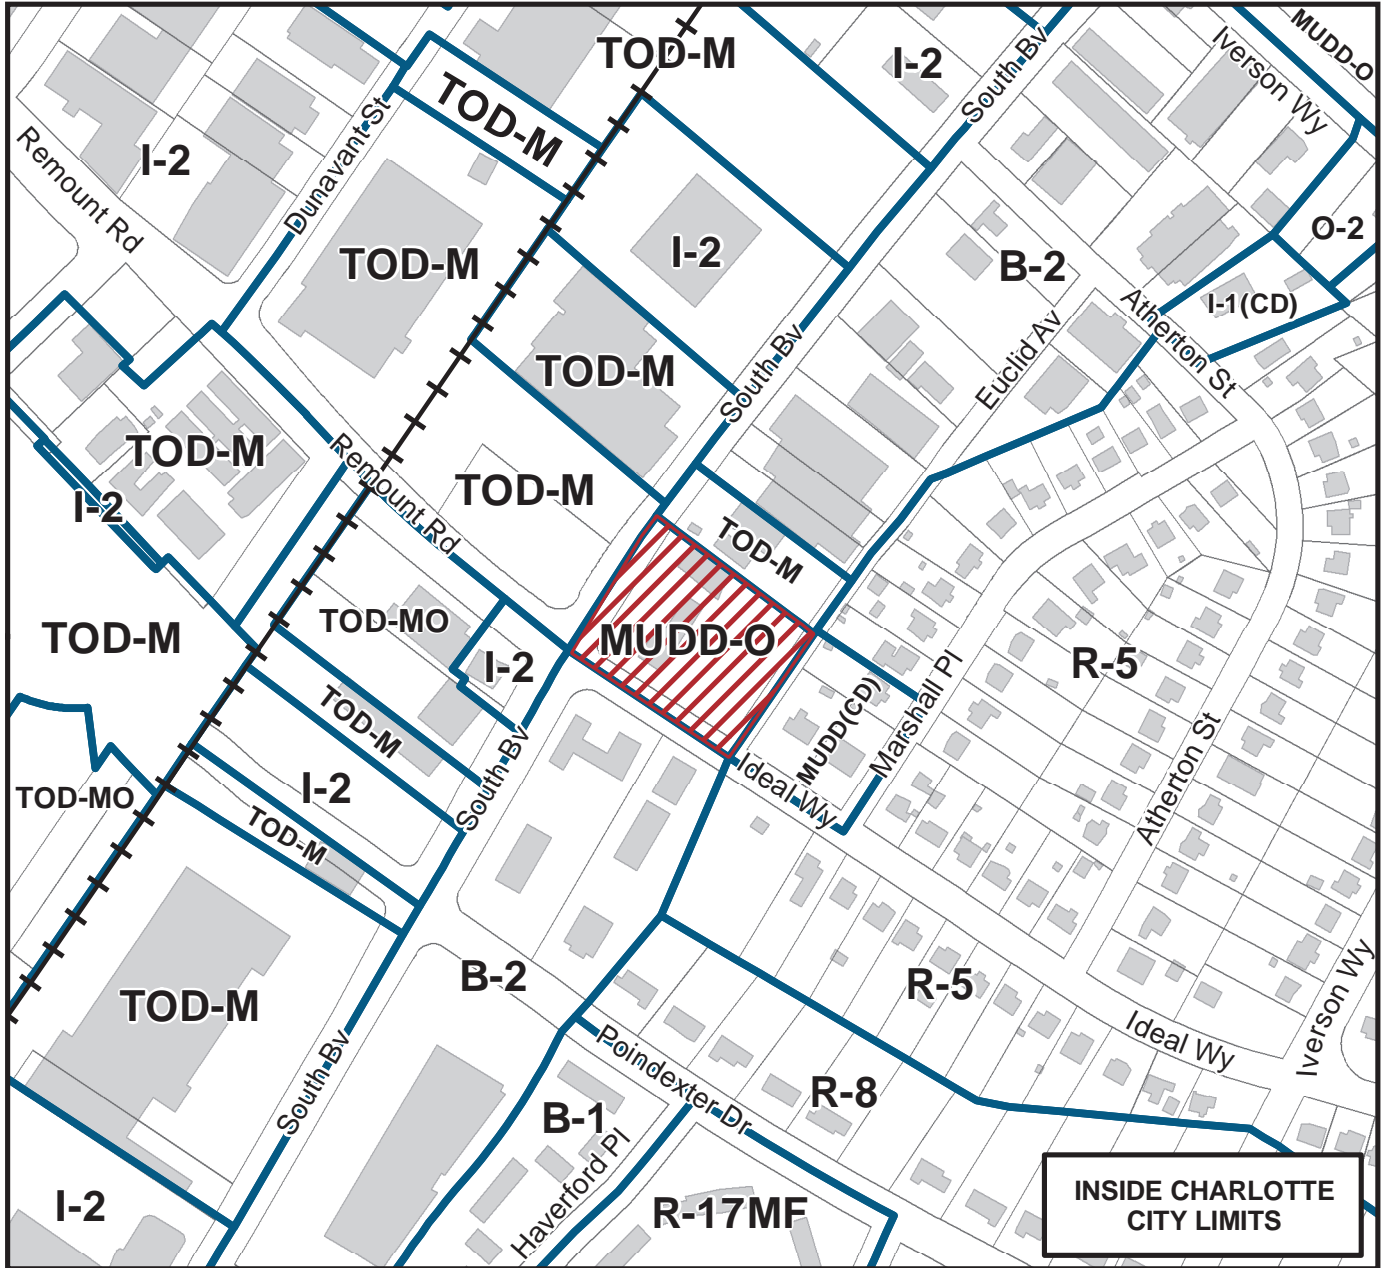 TOD-M
I-2
South Bv
Iverson Wy
MUDD-O
TOD-M
Dunavant St
I-2
Remount Rd
TOD-M
I-2
B-2
O-2
I-1(CD)
Atherton St
Euclid Av
TOD-M
South Bv
TOD-M
I-2
Remount Rd
TOD-M
TOD-M
MUDD-O
TOD-MO
I-2
TOD-M
R-5
MUDD(CD)
Marshall Pl
TOD-M
I-2
South Bv
Ideal Wy
Atherton St
TOD-MO
TOD-M
TOD-M
B-2
R-5
Ideal Wy
Iverson Wy
South Bv
Poindexter Dr
R-8
B-1
Haverford Pl
I-2
R-17MF
INSIDE CHARLOTTE
CITY LIMITS